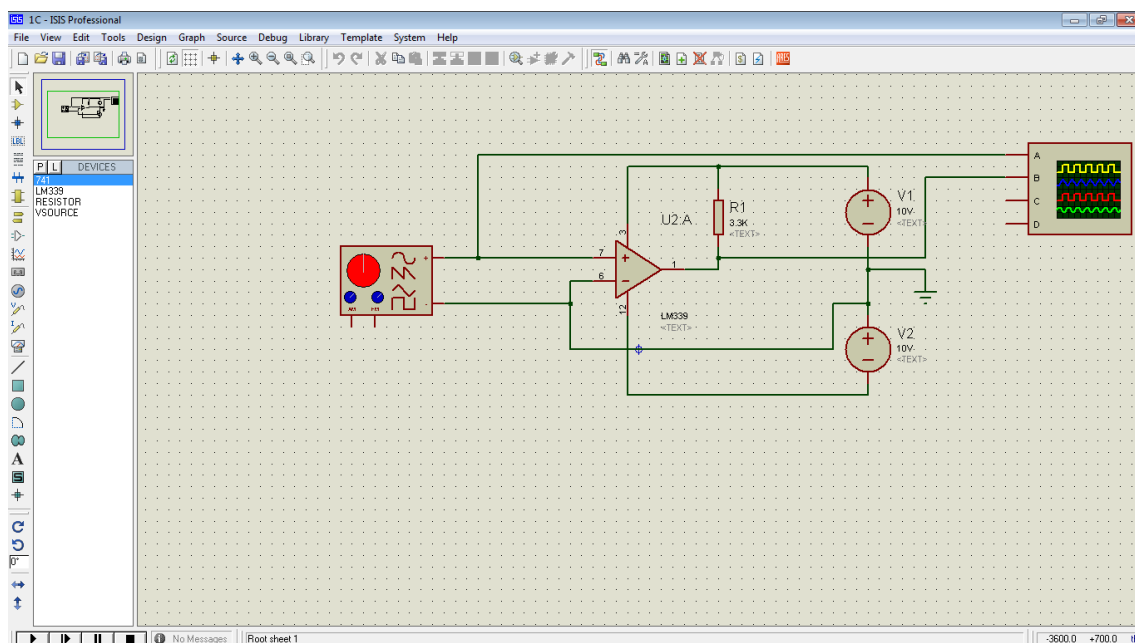 1C - ISIS Professional
File View Edit Tools Design Graph Source Debug Library Template System Help
P L DEVICES
741
LM339
RESISTOR
VSOURCE
LBL
A
S
0°
A
B
C
D
V1
10V
<TEXT>
R1
3.3K
<TEXT>
U2:A
3
7
6
1
12
LM339
<TEXT>
V2
10V
<TEXT>
+
-
No Messages
Root sheet 1
-3600.0 +700.0